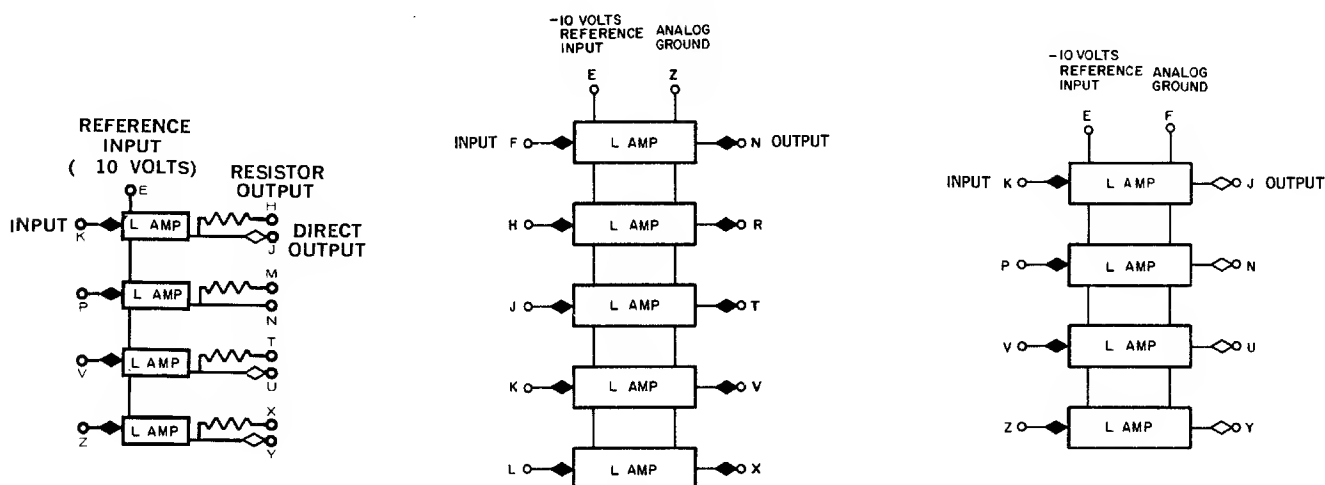 REFERENCE
INPUT
( 10 VOLTS)
E
RESISTOR
OUTPUT
H
INPUT
K
L AMP
J
DIRECT
OUTPUT
M
P
L AMP
N
T
V
L AMP
U
X
Z
L AMP
Y
-10 VOLTS
REFERENCE
INPUT
ANALOG
GROUND
E Z
INPUT F L AMP N OUTPUT
H L AMP R
J L AMP T
K L AMP V
L L AMP X
-10 VOLTS
REFERENCE
INPUT
ANALOG
GROUND
E F
INPUT K L AMP J OUTPUT
P L AMP N
V L AMP U
Z L AMP Y